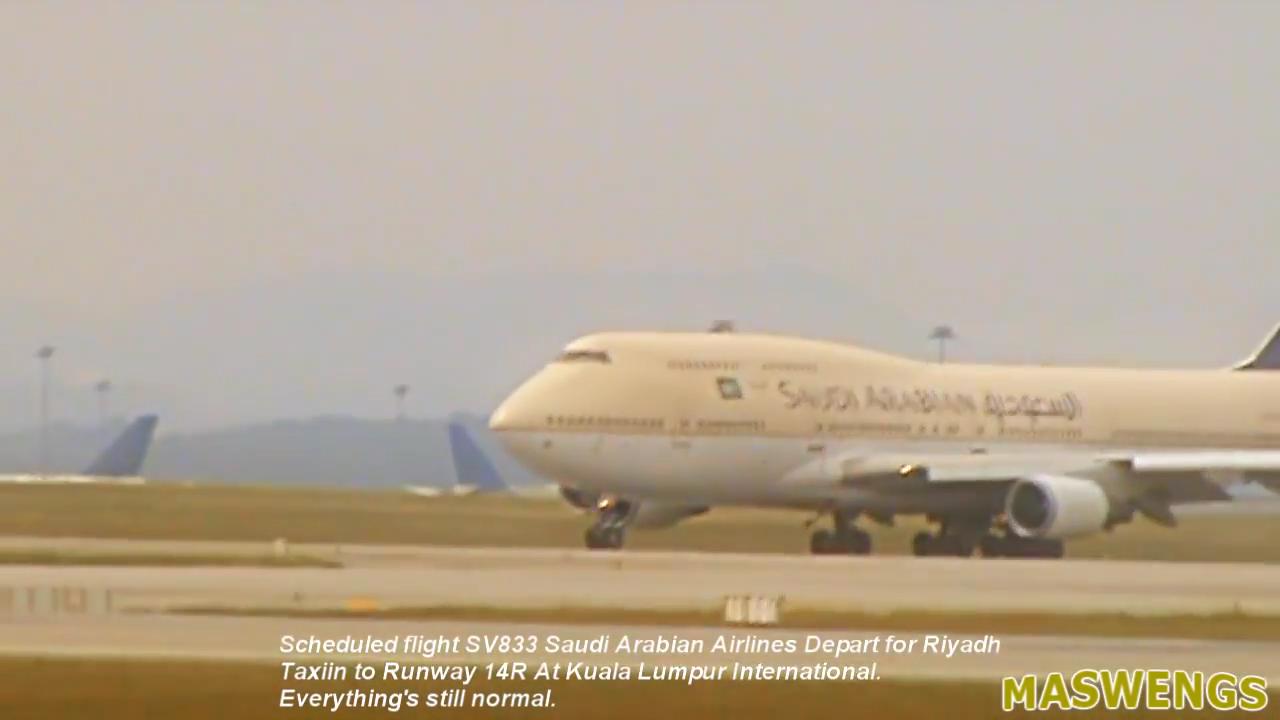 SAUDI ARABIAN السعودية
Scheduled flight SV833 Saudi Arabian Airlines Depart for Riyadh
Taxiin to Runway 14R At Kuala Lumpur International.
Everything's still normal.
MASWENGS